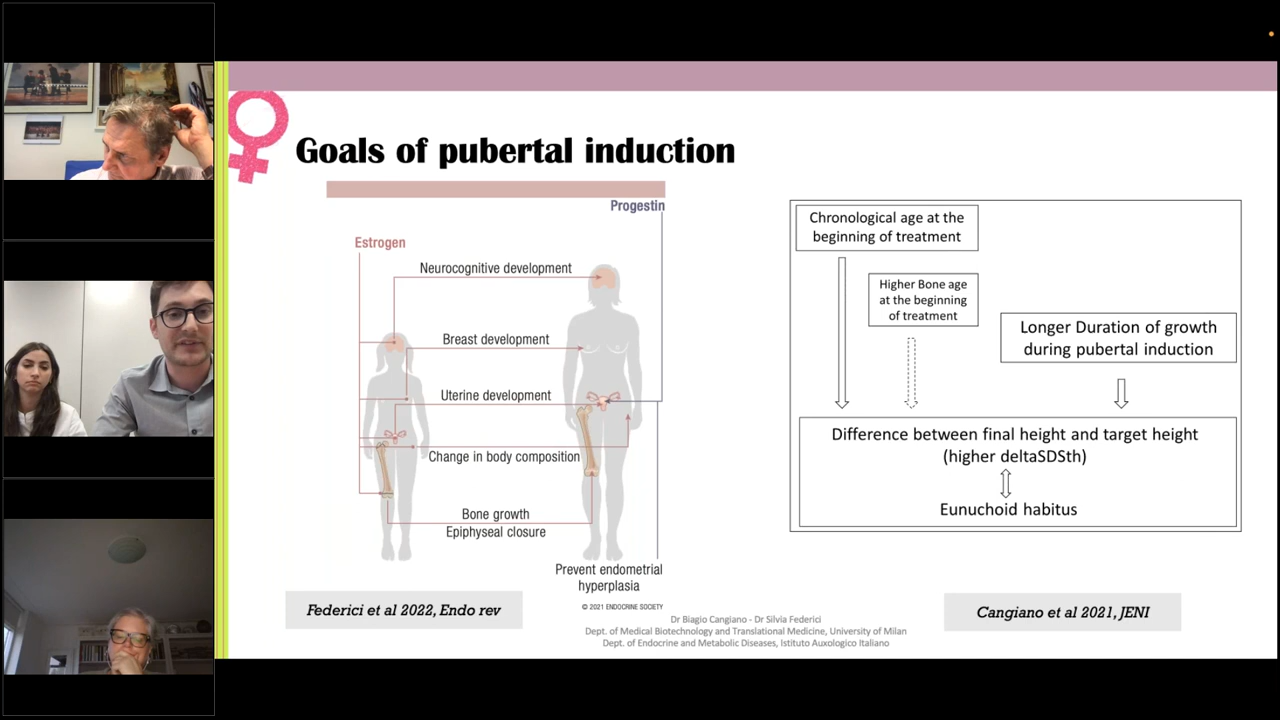 Goals of pubertal induction
Progestin
Estrogen
Neurocognitive development
Breast development
Uterine development
Change in body composition
Bone growth
Epiphyseal closure
Prevent endometrial
hyperplasia
© 2021 ENDOCRINE SOCIETY
Federici et al 2022, Endo rev
Dr Biagio Cangiano - Dr Silvia Federici
Dept. of Medical Biotechnology and Translational Medicine, University of Milan
Dept. of Endocrine and Metabolic Diseases, Istituto Auxologico Italiano
Chronological age at the
beginning of treatment
Higher Bone age
at the beginning
of treatment
Longer Duration of growth
during pubertal induction
Difference between final height and target height
(higher deltaSDSth)
Eunuchoid habitus
Cangiano et al 2021, JENI